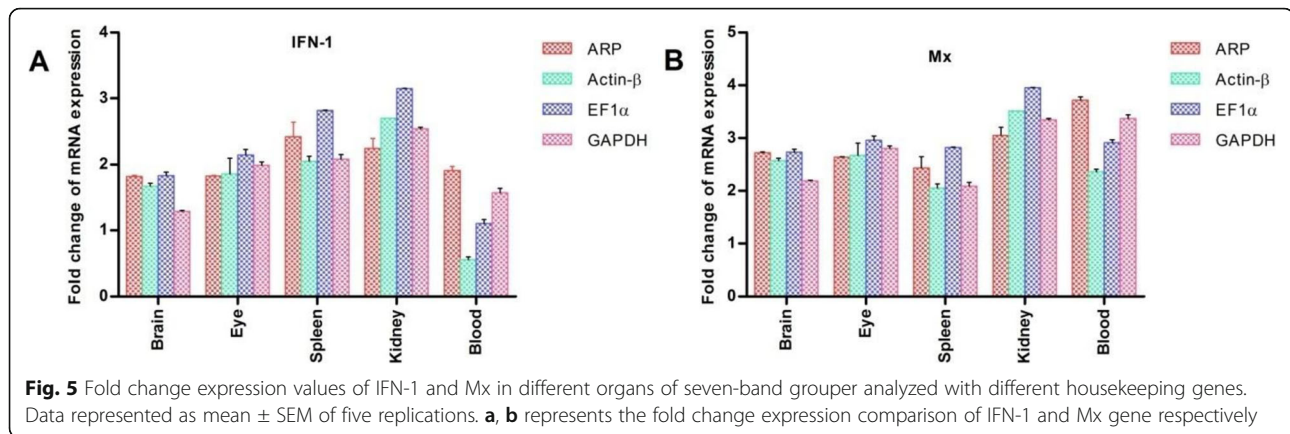 A
IFN-1
Fold change of mRNA expression
4
3
2
1
0
Brain
Eye
Spleen
Kidney
Blood
ARP
Actin-β
EF1α
GAPDH
B
Mx
Fold change of mRNA expression
5
4
3
2
1
0
Brain
Eye
Spleen
Kidney
Blood
ARP
Actin-β
EF1α
GAPDH
Fig. 5 Fold change expression values of IFN-1 and Mx in different organs of seven-band grouper analyzed with different housekeeping genes.
Data represented as mean ± SEM of five replications. a, b represents the fold change expression comparison of IFN-1 and Mx gene respectively